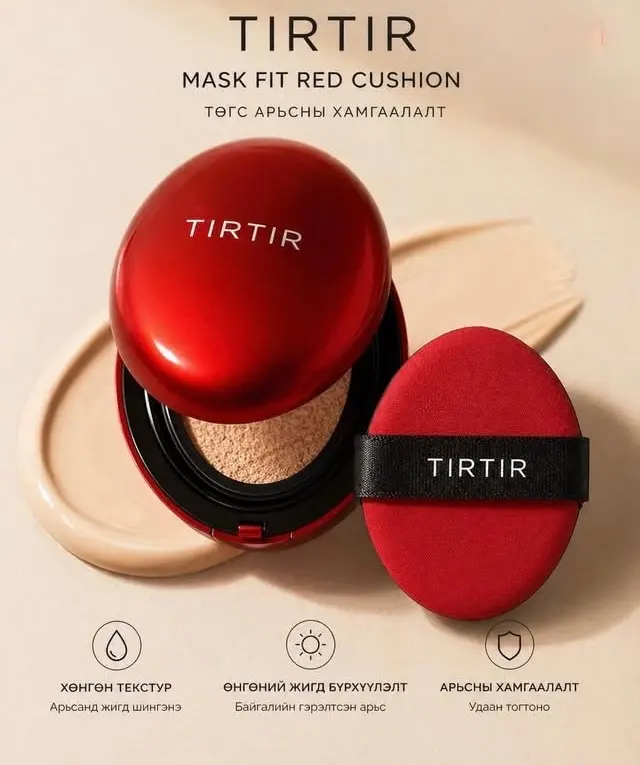 TIRTIR
MASK FIT RED CUSHION
ТӨГС АРЬСНЫ ХАМГААЛАЛТ
TIRTIR
TIRTIR
ХӨНГӨН ТЕКСТУР
Арьсанд жигд шингэнэ
ӨНГӨНИЙ ЖИГД БҮРХҮҮЛЭЛТ
Байгалийн гэрэлтсэн арьс
АРЬСНЫ ХАМГААЛАЛТ
Удаан тогтоно